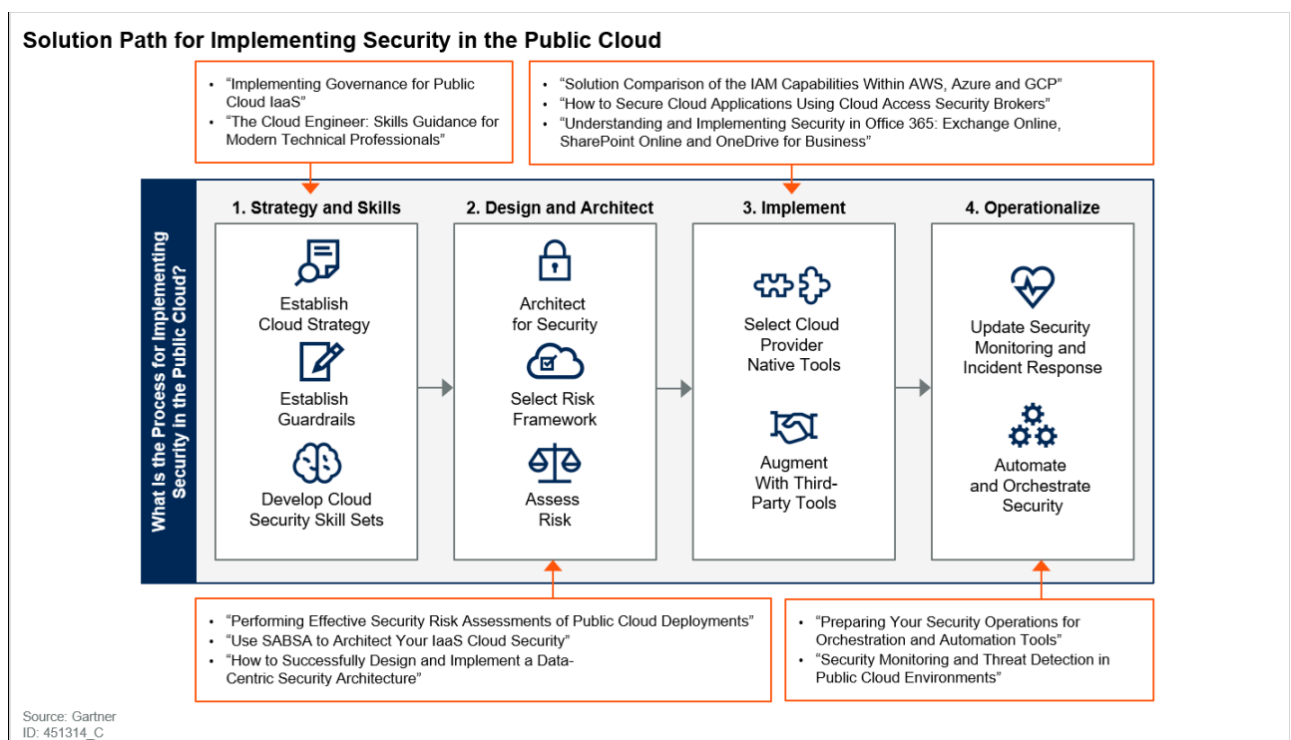 Solution Path for Implementing Security in the Public Cloud
• “Implementing Governance for Public
Cloud IaaS”
• “The Cloud Engineer: Skills Guidance for
Modern Technical Professionals”
• “Solution Comparison of the IAM Capabilities Within AWS, Azure and GCP”
• “How to Secure Cloud Applications Using Cloud Access Security Brokers”
• “Understanding and Implementing Security in Office 365: Exchange Online,
SharePoint Online and OneDrive for Business”
What Is the Process for Implementing
Security in the Public Cloud?
1. Strategy and Skills
Establish
Cloud Strategy
Establish
Guardrails
Develop Cloud
Security Skill Sets
2. Design and Architect
Architect
for Security
Select Risk
Framework
Assess
Risk
3. Implement
Select Cloud
Provider
Native Tools
Augment
With Third-
Party Tools
4. Operationalize
Update Security
Monitoring and
Incident Response
Automate
and Orchestrate
Security
• “Performing Effective Security Risk Assessments of Public Cloud Deployments”
• “Use SABSA to Architect Your IaaS Cloud Security”
• “How to Successfully Design and Implement a Data-
Centric Security Architecture”
• “Preparing Your Security Operations for
Orchestration and Automation Tools”
• “Security Monitoring and Threat Detection in
Public Cloud Environments”
Source: Gartner
ID: 451314_C